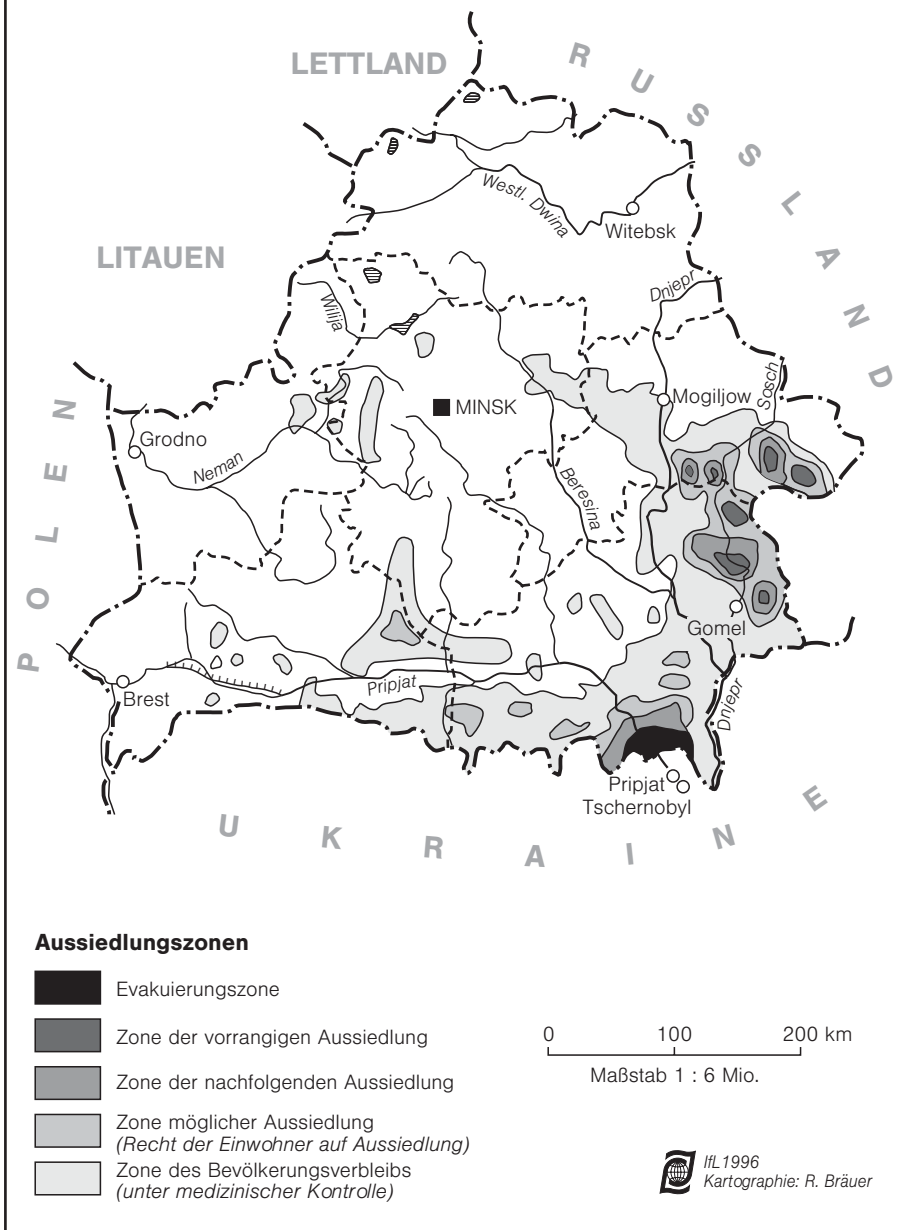 LETTLAND
RUSSLAND
Westl. Dwina
Witebsk
LITAUEN
Dnjepr
Wilija
Sosch
POLEN
MINSK
Mogiljow
Grodno
Neman
Beresina
Gomel
Brest
Pripjat
Dnjepr
Pripjat
Tschernobyl
UKRAINE
Aussiedlungszonen
Evakuierungszone
Zone der vorrangigen Aussiedlung
Zone der nachfolgenden Aussiedlung
Zone möglicher Aussiedlung
(Recht der Einwohner auf Aussiedlung)
Zone des Bevölkerungsverbleibs
(unter medizinischer Kontrolle)
0 100 200 km
Maßstab 1 : 6 Mio.
IfL1996
Kartographie: R. Bräuer